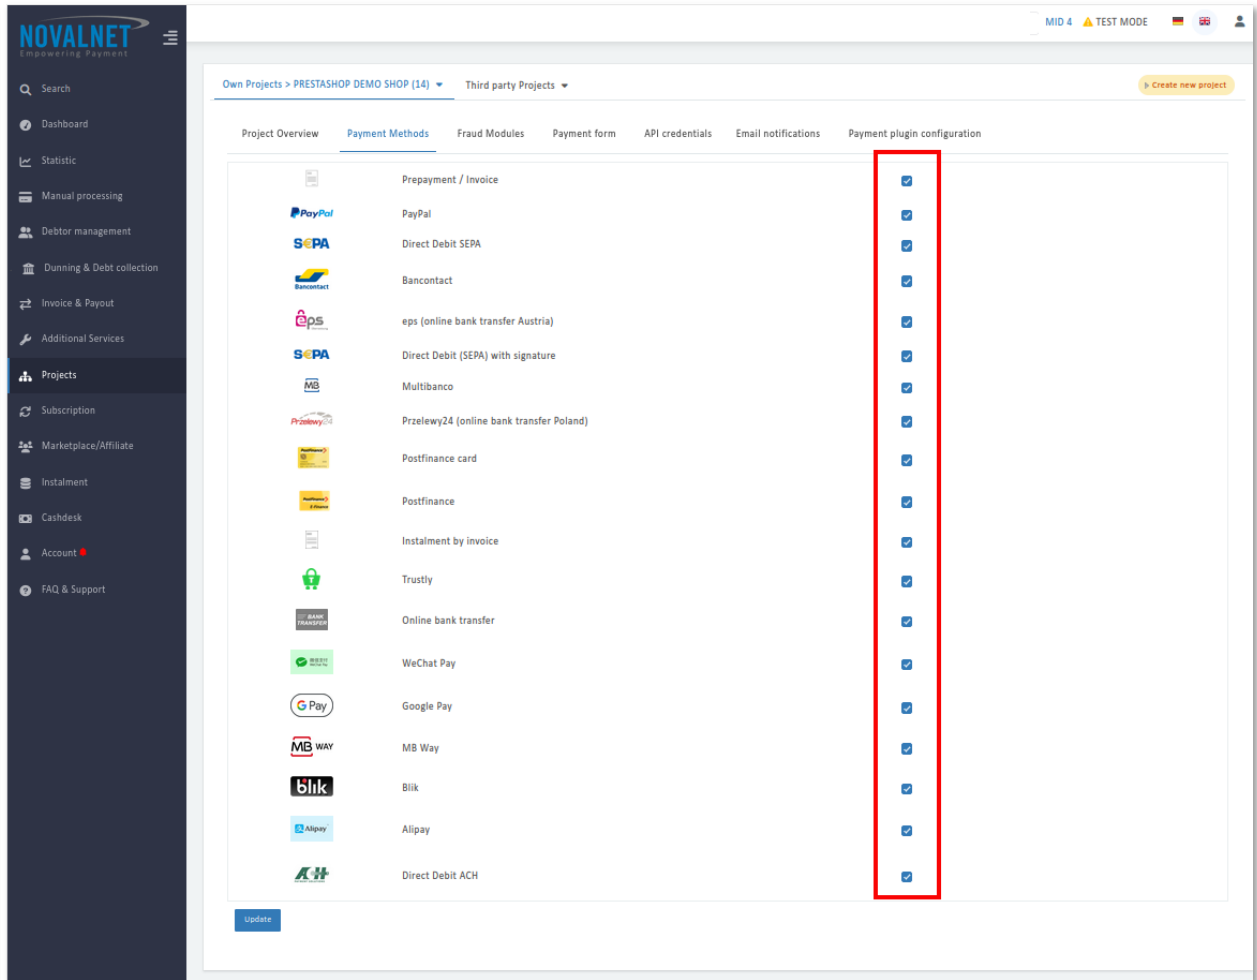 NOVALNET
Empowering Payment
MID 4 TEST MODE
Search
Dashboard
Statistic
Manual processing
Debtor management
Dunning & Debt collection
Invoice & Payout
Additional Services
Projects
Subscription
Marketplace/Affiliate
Instalment
Cashdesk
Account
FAQ & Support
Own Projects > PRESTASHOP DEMO SHOP (14) Third party Projects Create new project
Project Overview Payment Methods Fraud Modules Payment form API credentials Email notifications Payment plugin configuration
Prepayment / Invoice
PayPal PayPal
SEPA Direct Debit SEPA
Bancontact Bancontact
eps eps (online bank transfer Austria)
SEPA Direct Debit (SEPA) with signature
MB Multibanco
Przelewy24 Przelewy24 (online bank transfer Poland)
PostFinance Postfinance card
PostFinance E-Finance Postfinance
Instalment by invoice
Trustly
BANK TRANSFER Online bank transfer
WeChat Pay
G Pay Google Pay
MB WAY MB Way
blik Blik
Alipay Alipay
ACH Direct Debit ACH
Update